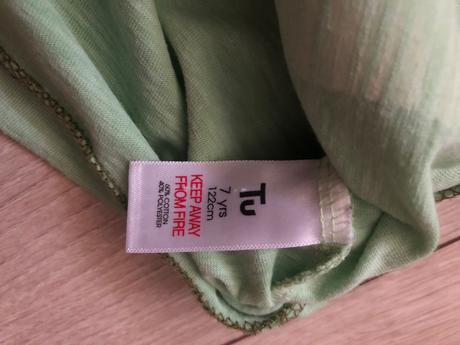 Tu
7 yrs
122cm
KEEP AWAY
FROM FIRE
60% COTTON
40% POLYESTER